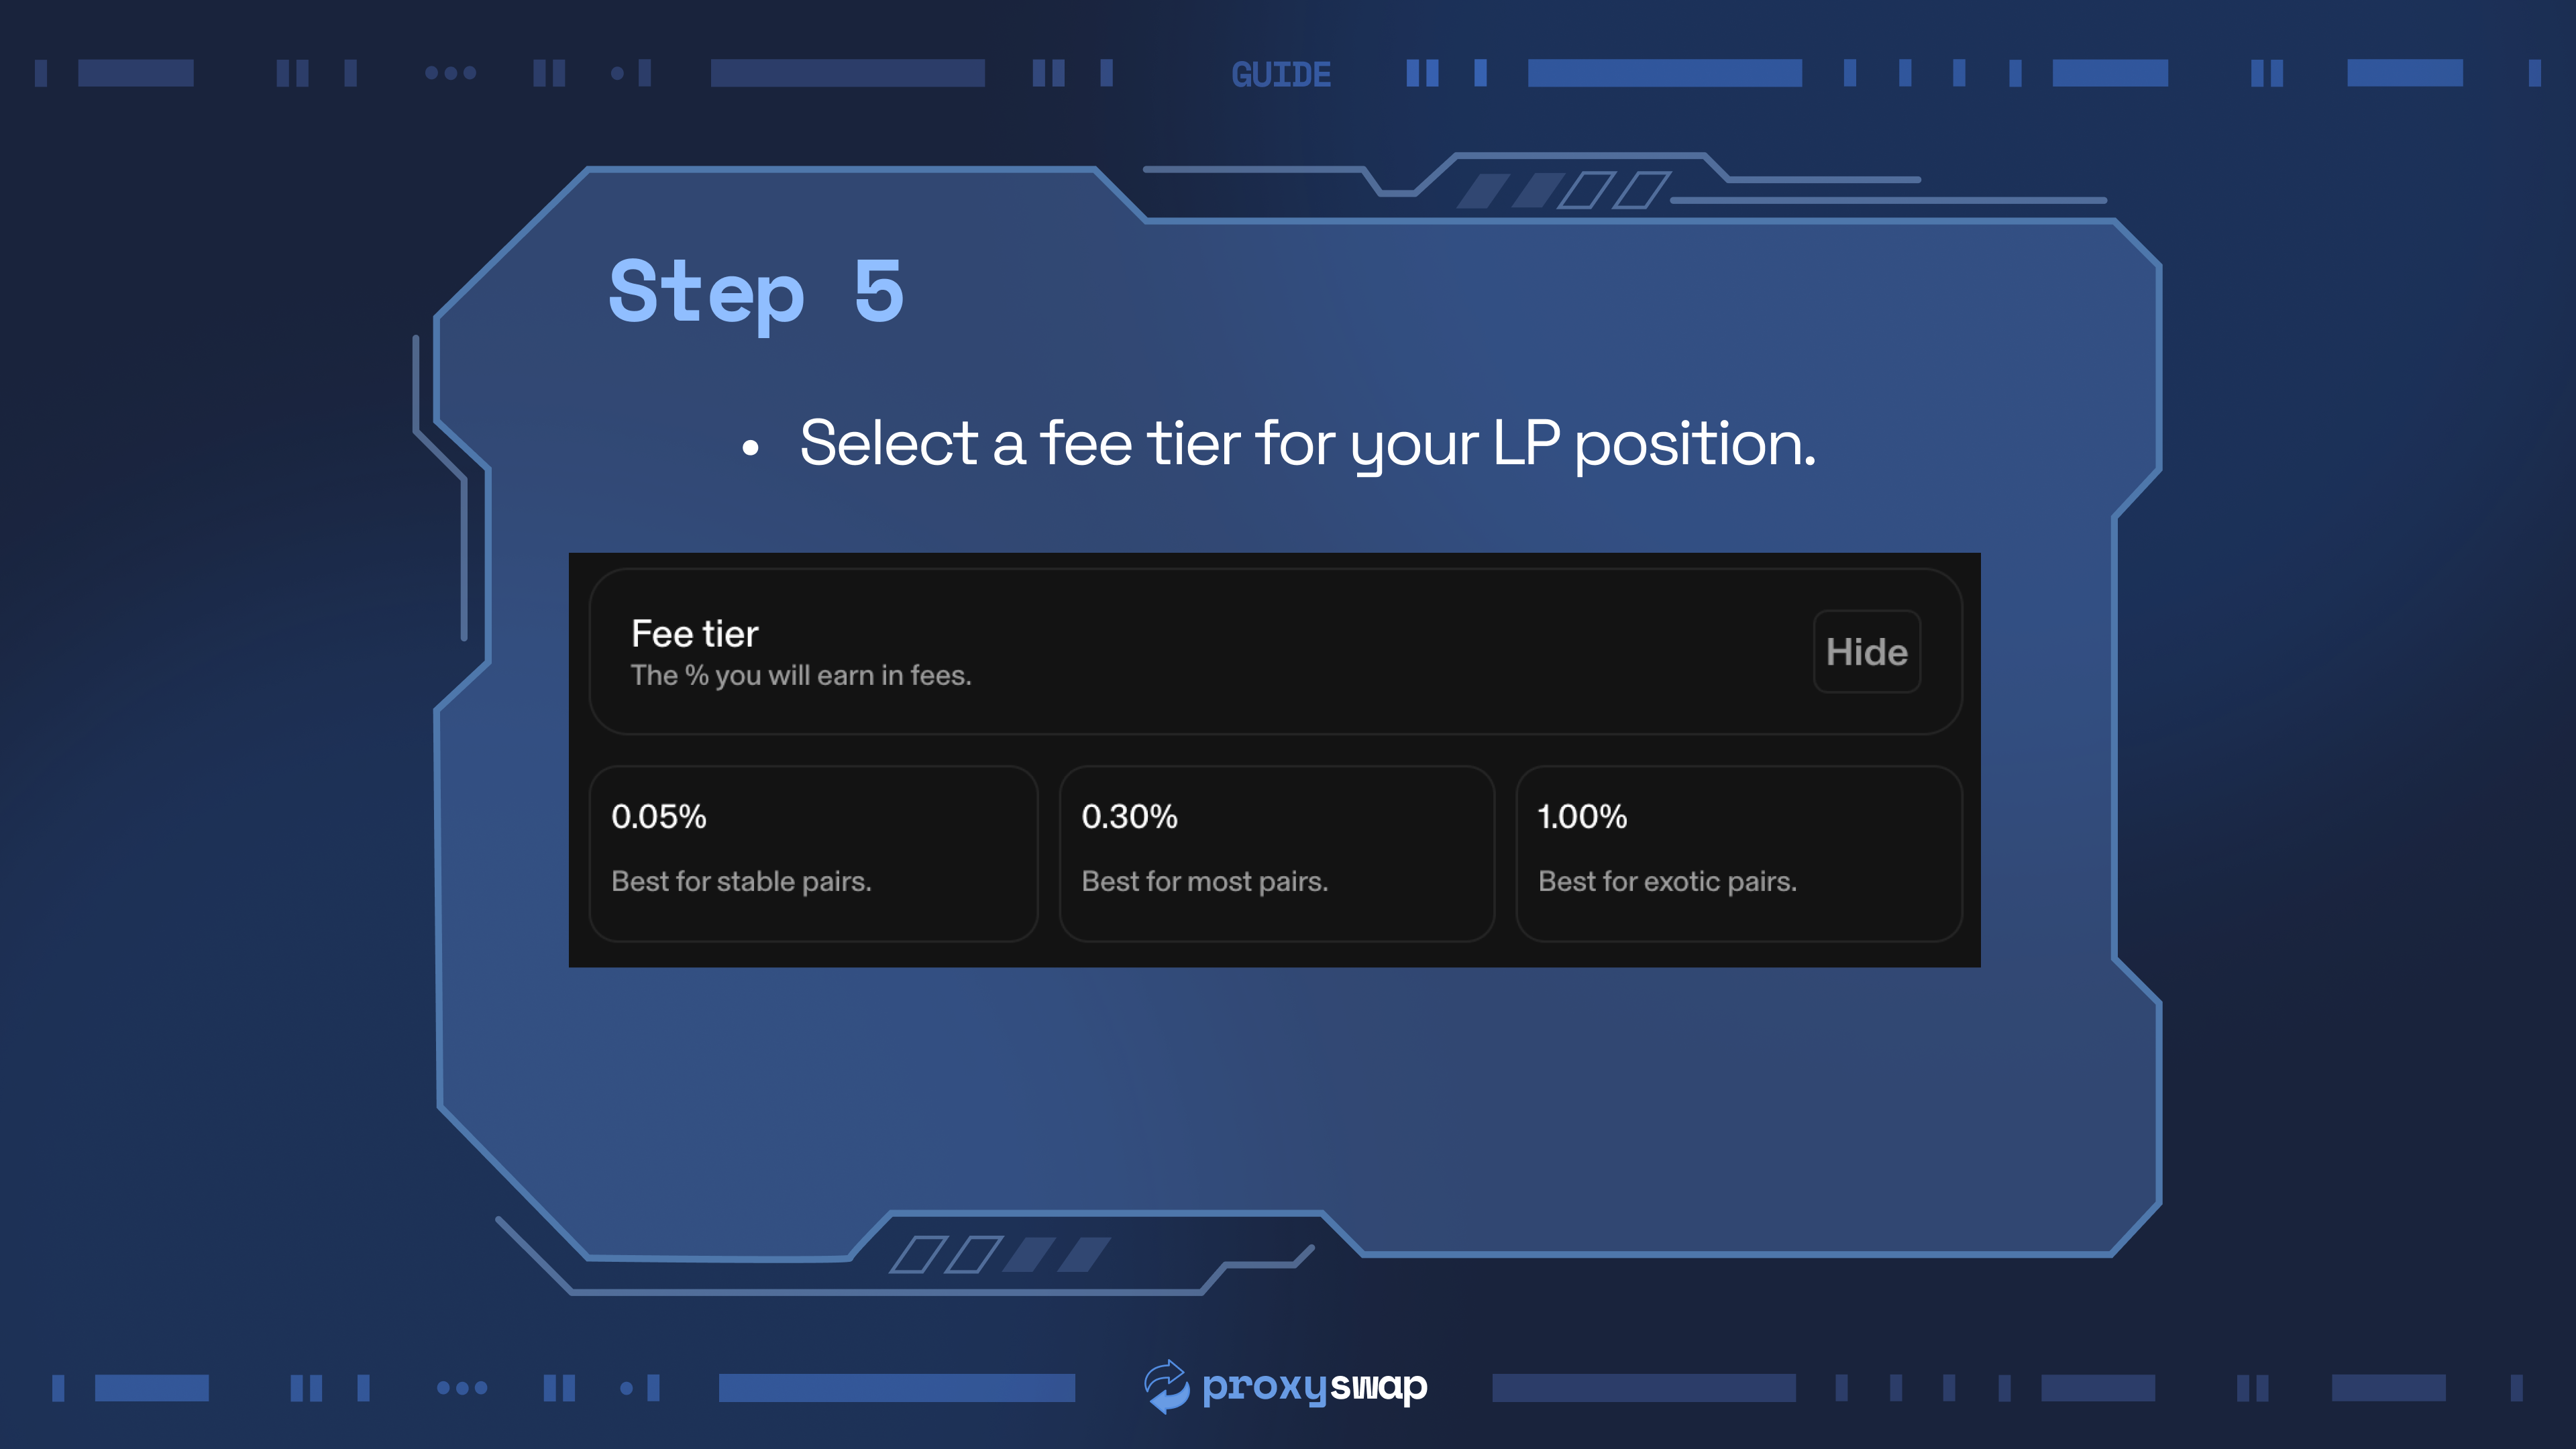 GUIDE
Step 5
• Select a fee tier for your LP position.
Fee tier
The % you will earn in fees.
Hide
0.05%
Best for stable pairs.
0.30%
Best for most pairs.
1.00%
Best for exotic pairs.
proxyswap